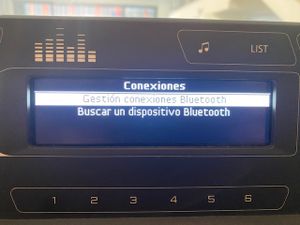 LIST
Conexiones
Gestión conexiones Bluetooth
Buscar un dispositivo Bluetooth
1 2 3 4 5 6